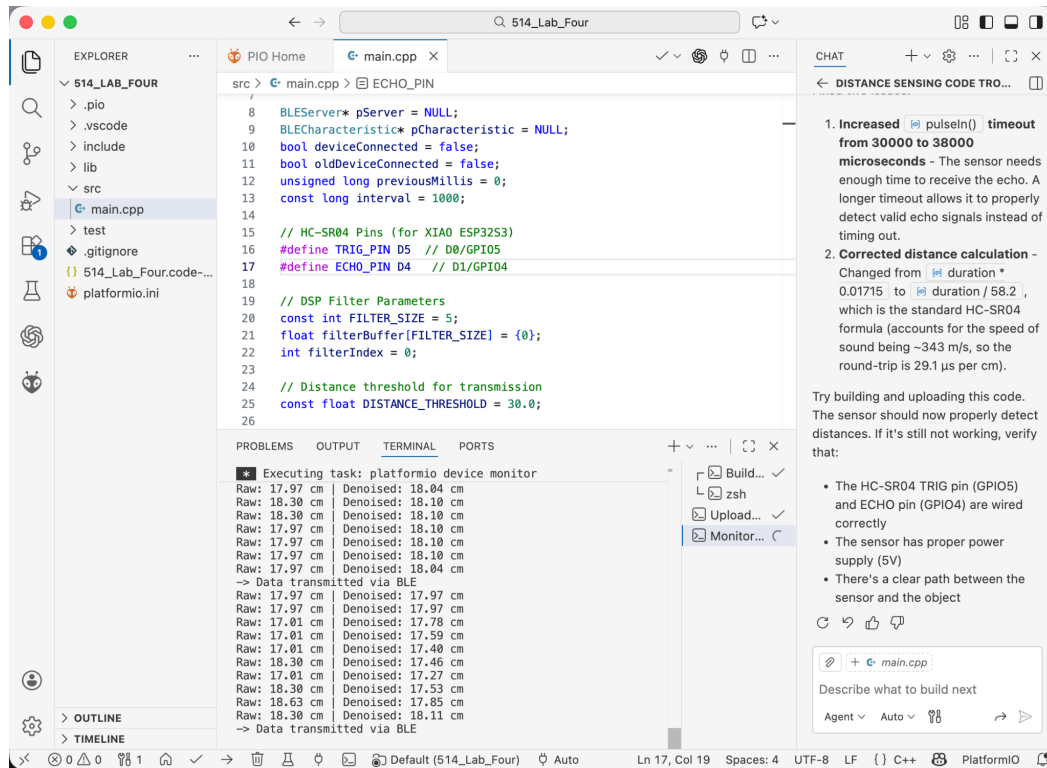 514_Lab_Four
EXPLORER
514_LAB_FOUR
.pio
.vscode
include
lib
src
main.cpp
test
.gitignore
514_Lab_Four.code-...
platformio.ini
OUTLINE
TIMELINE
1
PIO Home
main.cpp
src > main.cpp > ECHO_PIN
8 BLEServer* pServer = NULL;
9 BLECharacteristic* pCharacteristic = NULL;
10 bool deviceConnected = false;
11 bool oldDeviceConnected = false;
12 unsigned long previousMillis = 0;
13 const long interval = 1000;
14
15 // HC-SR04 Pins (for XIAO ESP32S3)
16 #define TRIG_PIN D5 // D0/GPIO5
17 #define ECHO_PIN D4 // D1/GPIO4
18
19 // DSP Filter Parameters
20 const int FILTER_SIZE = 5;
21 float filterBuffer[FILTER_SIZE] = {0};
22 int filterIndex = 0;
23
24 // Distance threshold for transmission
25 const float DISTANCE_THRESHOLD = 30.0;
26
PROBLEMS OUTPUT TERMINAL PORTS
* Executing task: platformio device monitor
Raw: 17.97 cm | Denoised: 18.04 cm
Raw: 18.30 cm | Denoised: 18.10 cm
Raw: 18.30 cm | Denoised: 18.10 cm
Raw: 17.97 cm | Denoised: 18.10 cm
Raw: 17.97 cm | Denoised: 18.10 cm
Raw: 17.97 cm | Denoised: 18.10 cm
Raw: 17.97 cm | Denoised: 18.04 cm
-> Data transmitted via BLE
Raw: 17.97 cm | Denoised: 17.97 cm
Raw: 17.97 cm | Denoised: 17.97 cm
Raw: 17.01 cm | Denoised: 17.78 cm
Raw: 17.01 cm | Denoised: 17.59 cm
Raw: 17.01 cm | Denoised: 17.40 cm
Raw: 18.30 cm | Denoised: 17.46 cm
Raw: 17.01 cm | Denoised: 17.27 cm
Raw: 18.30 cm | Denoised: 17.53 cm
Raw: 18.63 cm | Denoised: 17.85 cm
Raw: 18.30 cm | Denoised: 18.11 cm
-> Data transmitted via BLE
Build...
zsh
Upload...
Monitor...
CHAT
DISTANCE SENSING CODE TRO...
1. Increased pulseIn() timeout
from 30000 to 38000
microseconds - The sensor needs
enough time to receive the echo. A
longer timeout allows it to properly
detect valid echo signals instead of
timing out.
2. Corrected distance calculation -
Changed from duration *
0.01715 to duration / 58.2 ,
which is the standard HC-SR04
formula (accounts for the speed of
sound being ~343 m/s, so the
round-trip is 29.1 µs per cm).
Try building and uploading this code.
The sensor should now properly detect
distances. If it's still not working, verify
that:
• The HC-SR04 TRIG pin (GPIO5)
and ECHO pin (GPIO4) are wired
correctly
• The sensor has proper power
supply (5V)
• There's a clear path between the
sensor and the object
+ main.cpp
Describe what to build next
Agent Auto
0 0 1 Default (514_Lab_Four) Auto Ln 17, Col 19 Spaces: 4 UTF-8 LF {} C++ PlatformIO